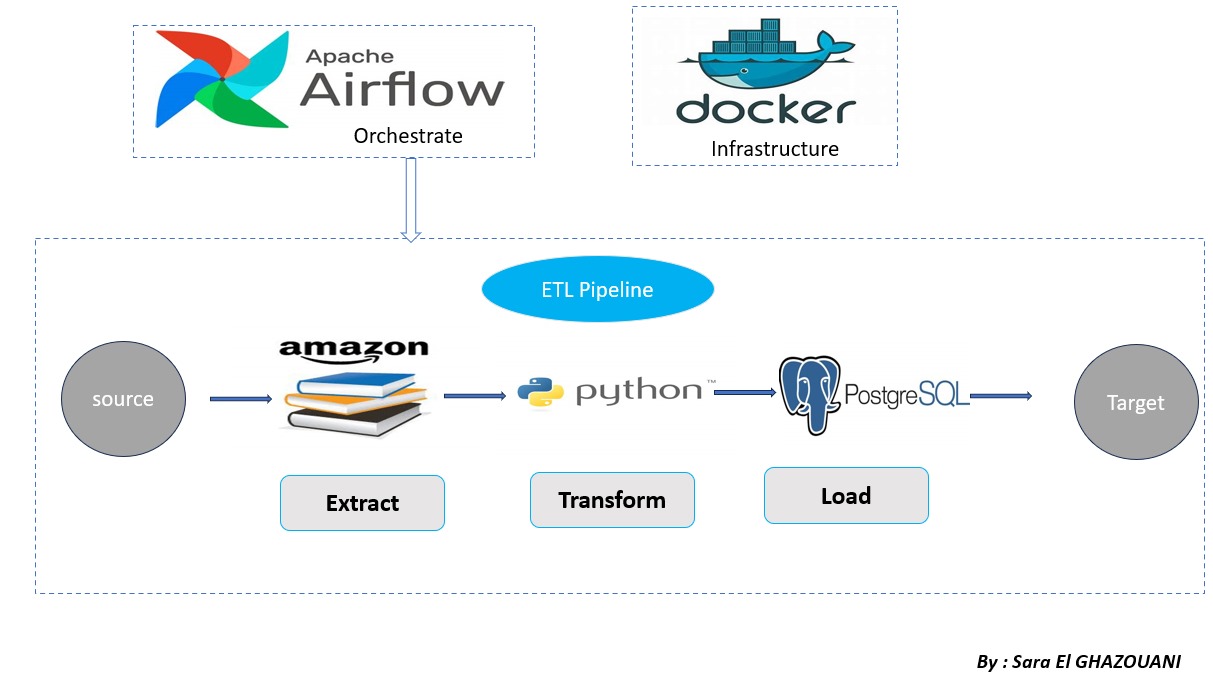 Apache
Airflow
Orchestrate
docker
Infrastructure
ETL Pipeline
source
amazon
python™
PostgreSQL
Target
Extract
Transform
Load
By : Sara El GHAZOUANI